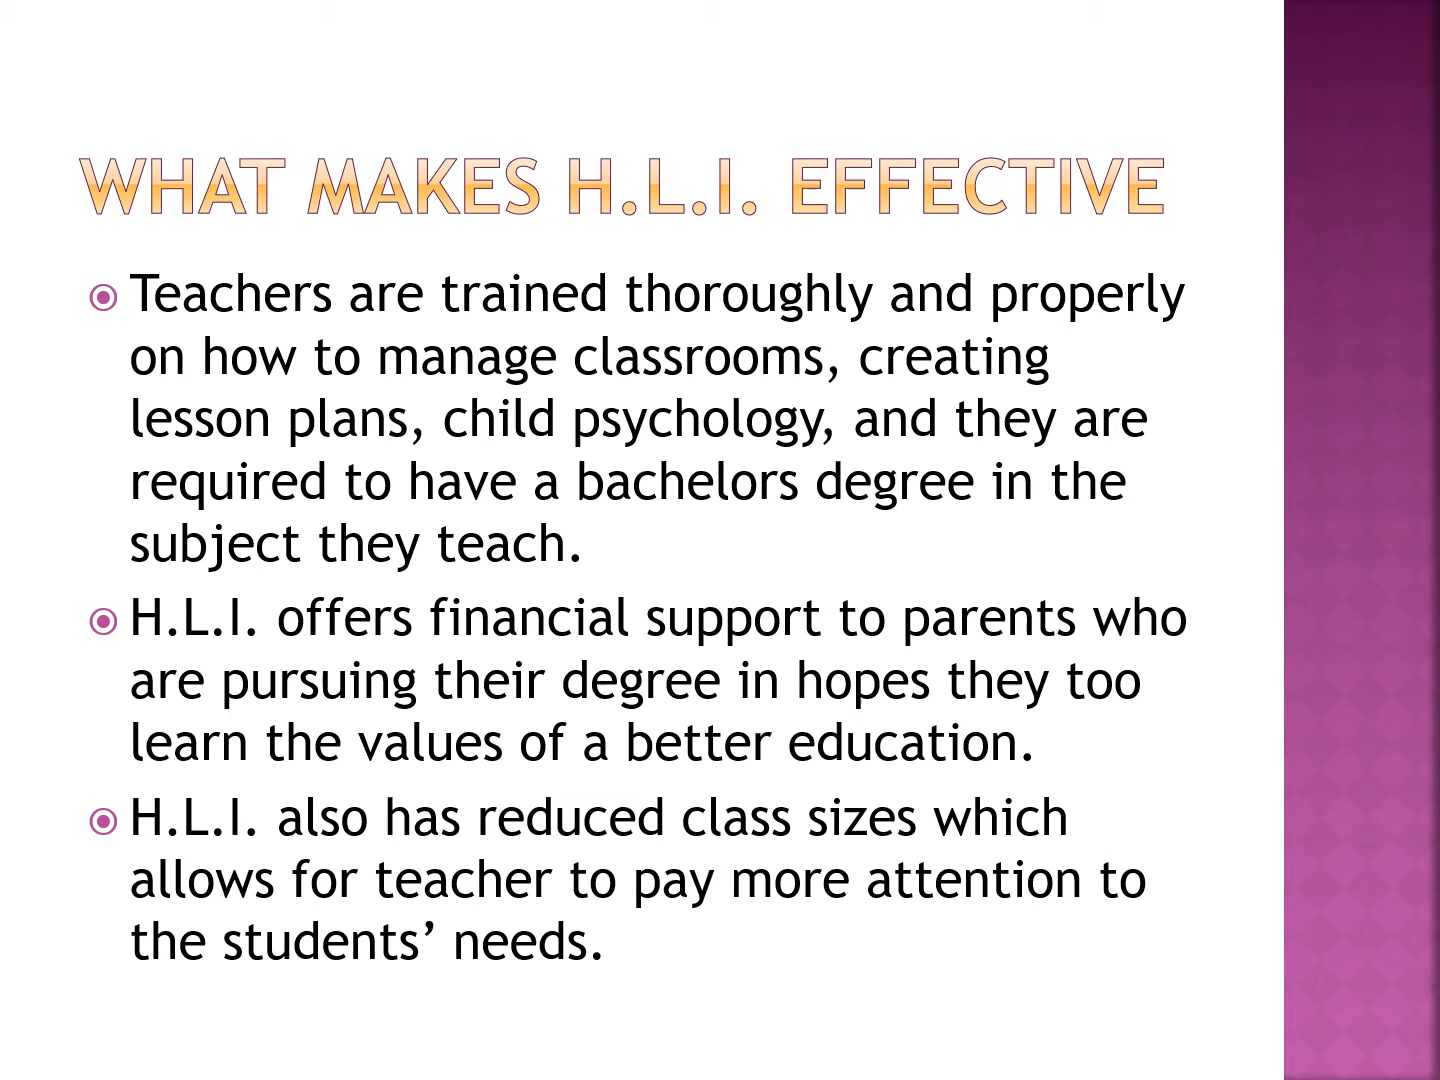 WHAT MAKES H.L.I. EFFECTIVE
Teachers are trained thoroughly and properly
on how to manage classrooms, creating
lesson plans, child psychology, and they are
required to have a bachelors degree in the
subject they teach.
H.L.I. offers financial support to parents who
are pursuing their degree in hopes they too
learn the values of a better education.
H.L.I. also has reduced class sizes which
allows for teacher to pay more attention to
the students’ needs.